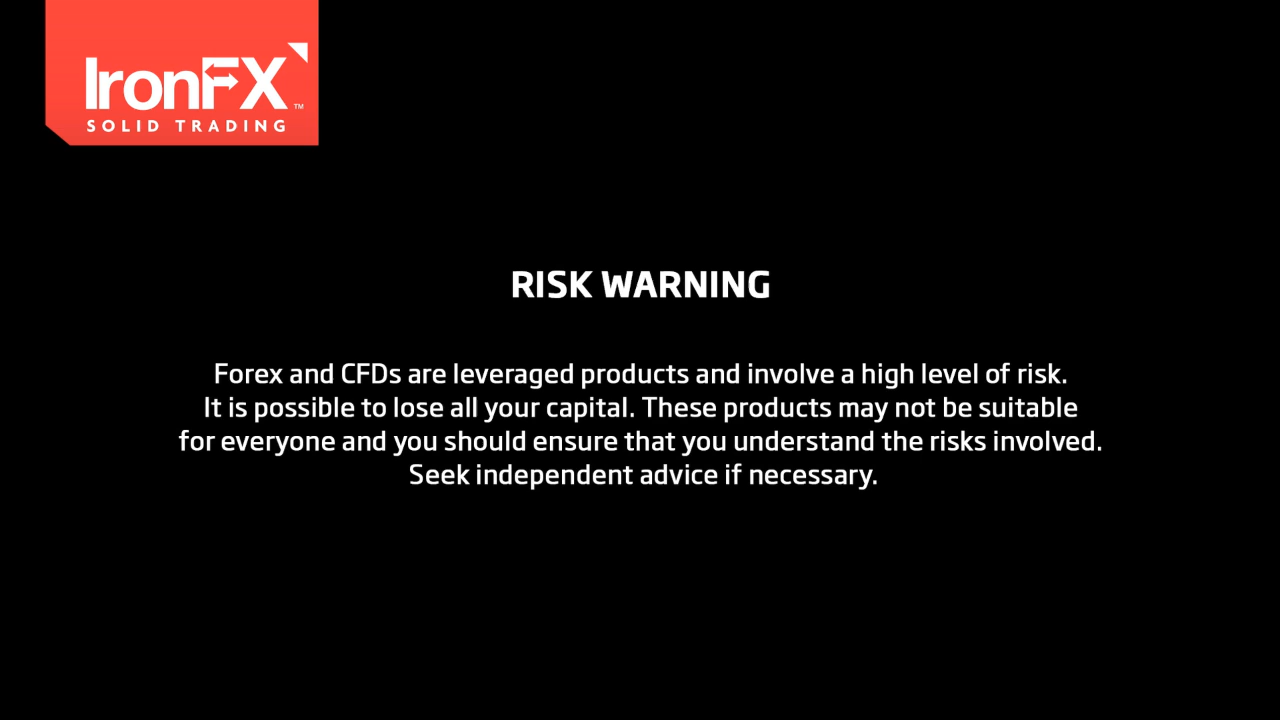 IronFX™
SOLID TRADING
RISK WARNING
Forex and CFDs are leveraged products and involve a high level of risk.
It is possible to lose all your capital. These products may not be suitable
for everyone and you should ensure that you understand the risks involved.
Seek independent advice if necessary.